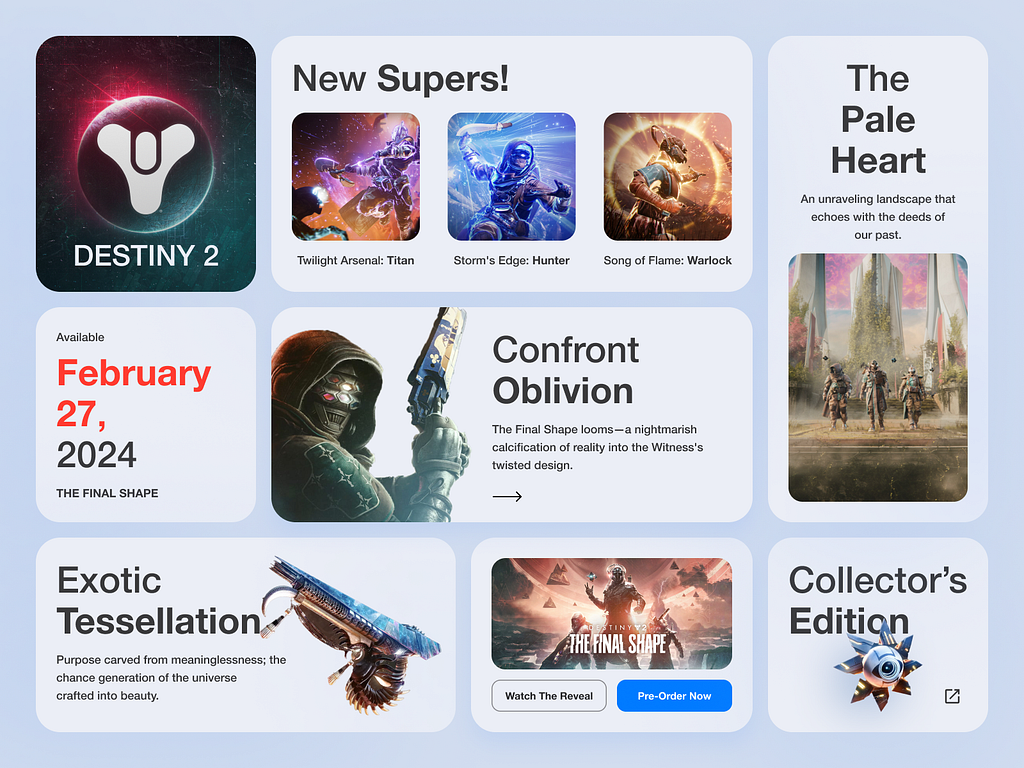 DESTINY 2
New Supers!
Twilight Arsenal: Titan
Storm's Edge: Hunter
Song of Flame: Warlock
The
Pale
Heart
An unraveling landscape that
echoes with the deeds of
our past.
Available
February
27,
2024
THE FINAL SHAPE
Confront
Oblivion
The Final Shape looms—a nightmarish
calcification of reality into the Witness's
twisted design.
Exotic
Tessellation
Purpose carved from meaninglessness; the
chance generation of the universe
crafted into beauty.
DESTINY 2
THE FINAL SHAPE
Watch The Reveal
Pre-Order Now
Collector’s
Edition